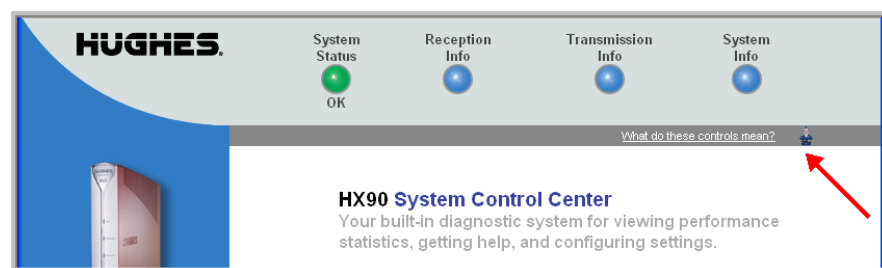 HUGHES.
System Status
OK
Reception Info
Transmission Info
System Info
What do these controls mean?
HX90 System Control Center
Your built-in diagnostic system for viewing performance
statistics, getting help, and configuring settings.
HUGHES